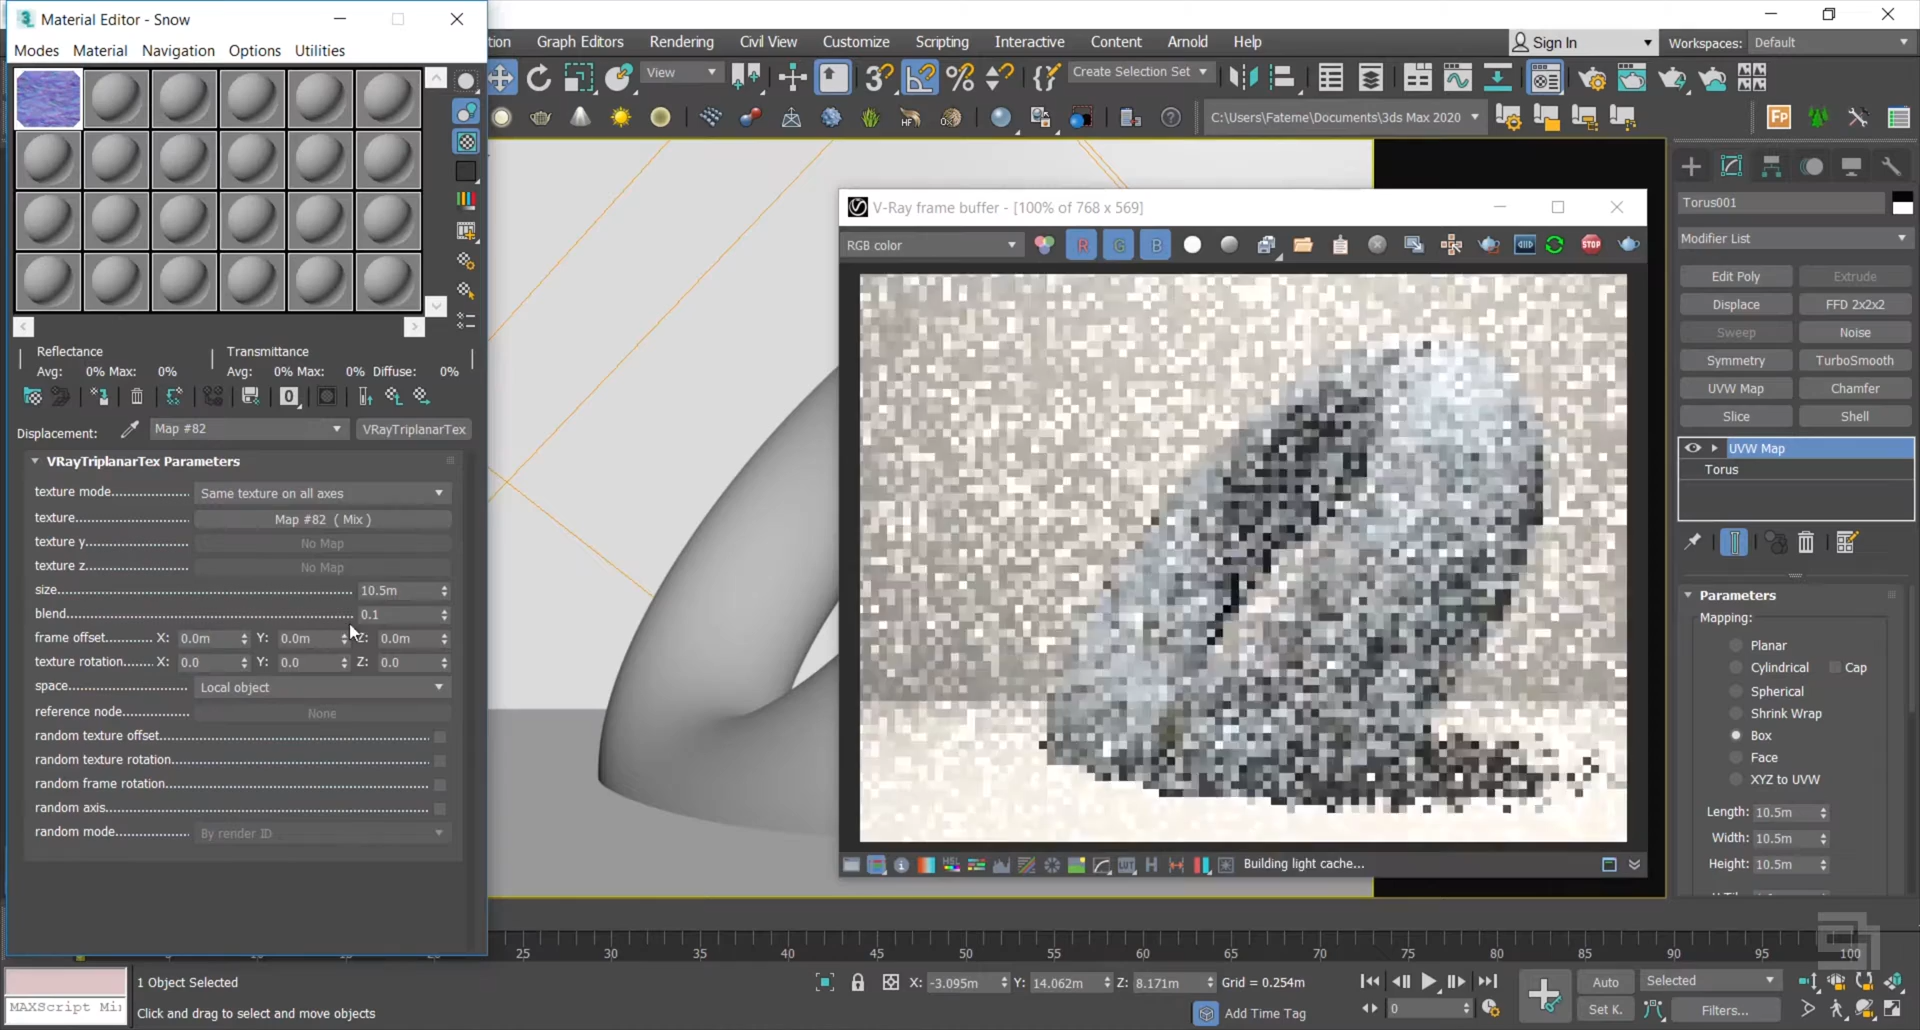 Material Editor - Snow
Modes Material Navigation Options Utilities
Graph Editors Rendering Civil View Customize Scripting Interactive Content Arnold Help
Sign In
Workspaces: Default
View
Create Selection Set
C:\Users\Fateme\Documents\3ds Max 2020
Reflectance
Avg: 0% Max: 0%
Transmittance
Avg: 0% Max: 0% Diffuse: 0%
Displacement: Map #82 VRayTriplanarTex
VRayTriplanarTex Parameters
texture mode Same texture on all axes
texture Map #82 ( Mix )
texture y No Map
texture z No Map
size 10.5m
blend 0.1
frame offset X: 0.0m Y: 0.0m Z: 0.0m
texture rotation X: 0.0 Y: 0.0 Z: 0.0
space Local object
reference node None
random texture offset
random texture rotation
random frame rotation
random axis
random mode By render ID
V-Ray frame buffer - [100% of 768 x 569]
RGB color
R G B
STOP
Building light cache...
Torus001
Modifier List
Edit Poly Extrude
Displace FFD 2x2x2
Sweep Noise
Symmetry TurboSmooth
UVW Map Chamfer
Slice Shell
UVW Map
Torus
Parameters
Mapping:
Planar
Cylindrical Cap
Spherical
Shrink Wrap
Box
Face
XYZ to UVW
Length: 10.5m
Width: 10.5m
Height: 10.5m
25 30 35 40 45 50 55 60 65 70 75 80 85 90 95 100
1 Object Selected
Click and drag to select and move objects
MAXScript Mi
X: -3.095m Y: 14.062m Z: 8.171m Grid = 0.254m
Add Time Tag
0
Auto Selected
Set K. Filters...